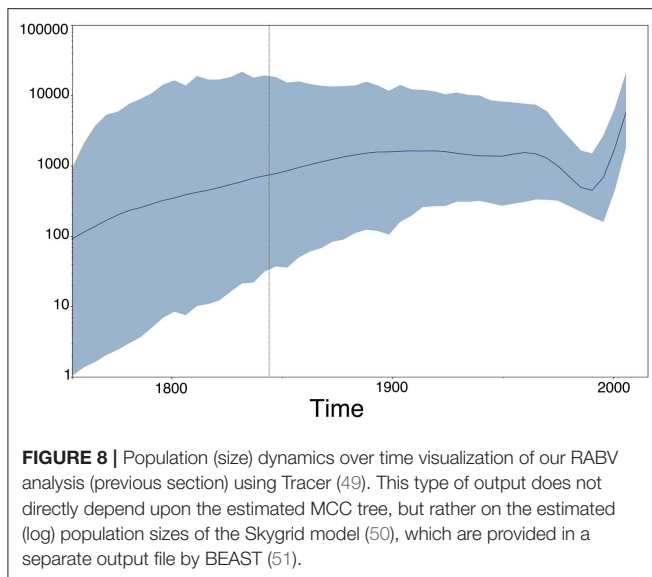 100000
10000
1000
100
10
1
1800
1900
2000
Time
FIGURE 8 | Population (size) dynamics over time visualization of our RABV
analysis (previous section) using Tracer (49). This type of output does not
directly depend upon the estimated MCC tree, but rather on the estimated
(log) population sizes of the Skygrid model (50), which are provided in a
separate output file by BEAST (51).